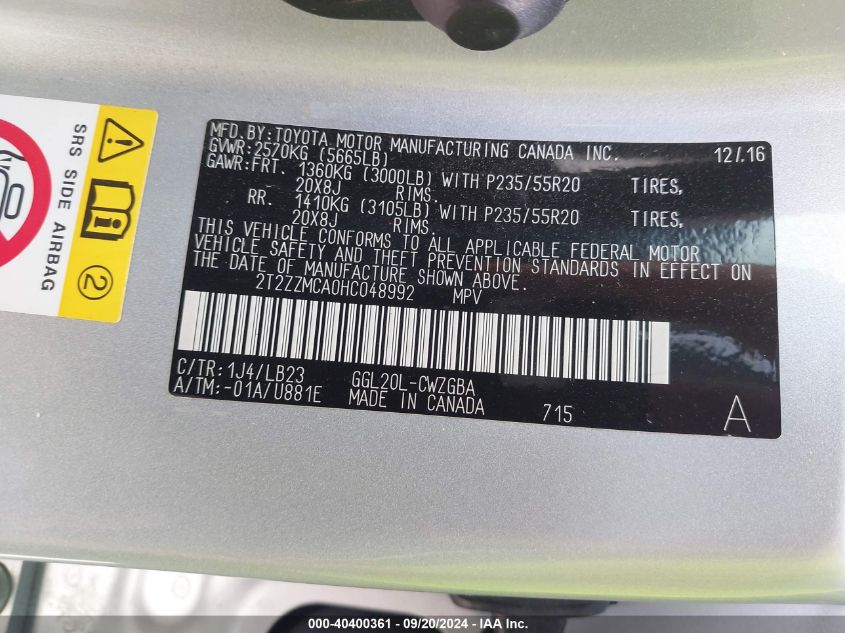 SRS SIDE AIRBAG
2
MFD. BY: TOYOTA MOTOR MANUFACTURING CANADA INC. 12/.16
GVWR: 2570KG (5665LB)
GAWR: FRT. 1360KG (3000LB) WITH P235/55R20 TIRES,
20X8J RIMS.
RR. 1410KG (3105LB) WITH P235/55R20 TIRES,
20X8J RIMS.
THIS VEHICLE CONFORMS TO ALL APPLICABLE FEDERAL MOTOR
VEHICLE SAFETY AND THEFT PREVENTION STANDARDS IN EFFECT ON
THE DATE OF MANUFACTURE SHOWN ABOVE.
2T2ZZMCA0HC048992 MPV
C/TR: 1J4/LB23 GGL20L-CWZGBA
A/TM: -01A/U881E MADE IN CANADA 715 A
000-40400361 - 09/20/2024 - IAA Inc.